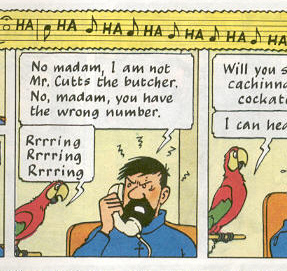 HA HA HA HA HA HA HA
No madam, I am not
Mr. Cutts the butcher.
No, madam, you have
the wrong number.
Rrrring
Rrrring
Rrrring
Will you
cachinna
cockat
I can hea